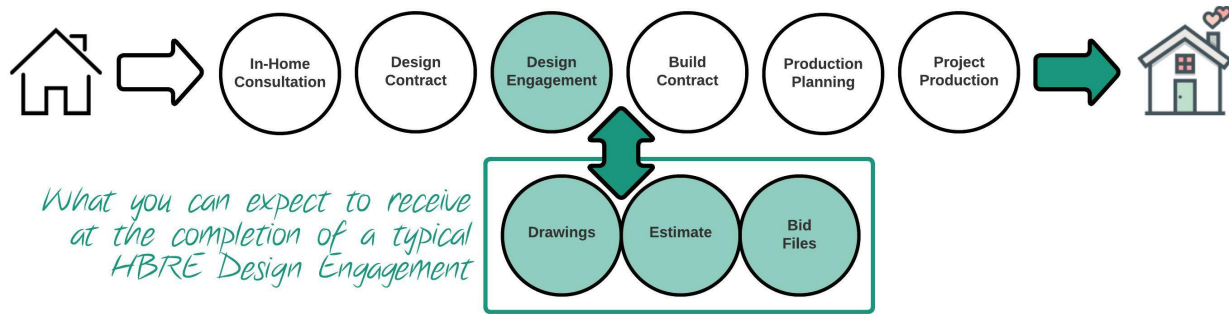 In-Home
Consultation
Design
Contract
Design
Engagement
Build
Contract
Production
Planning
Project
Production
What you can expect to receive
at the completion of a typical
HBRE Design Engagement
Drawings
Estimate
Bid
Files